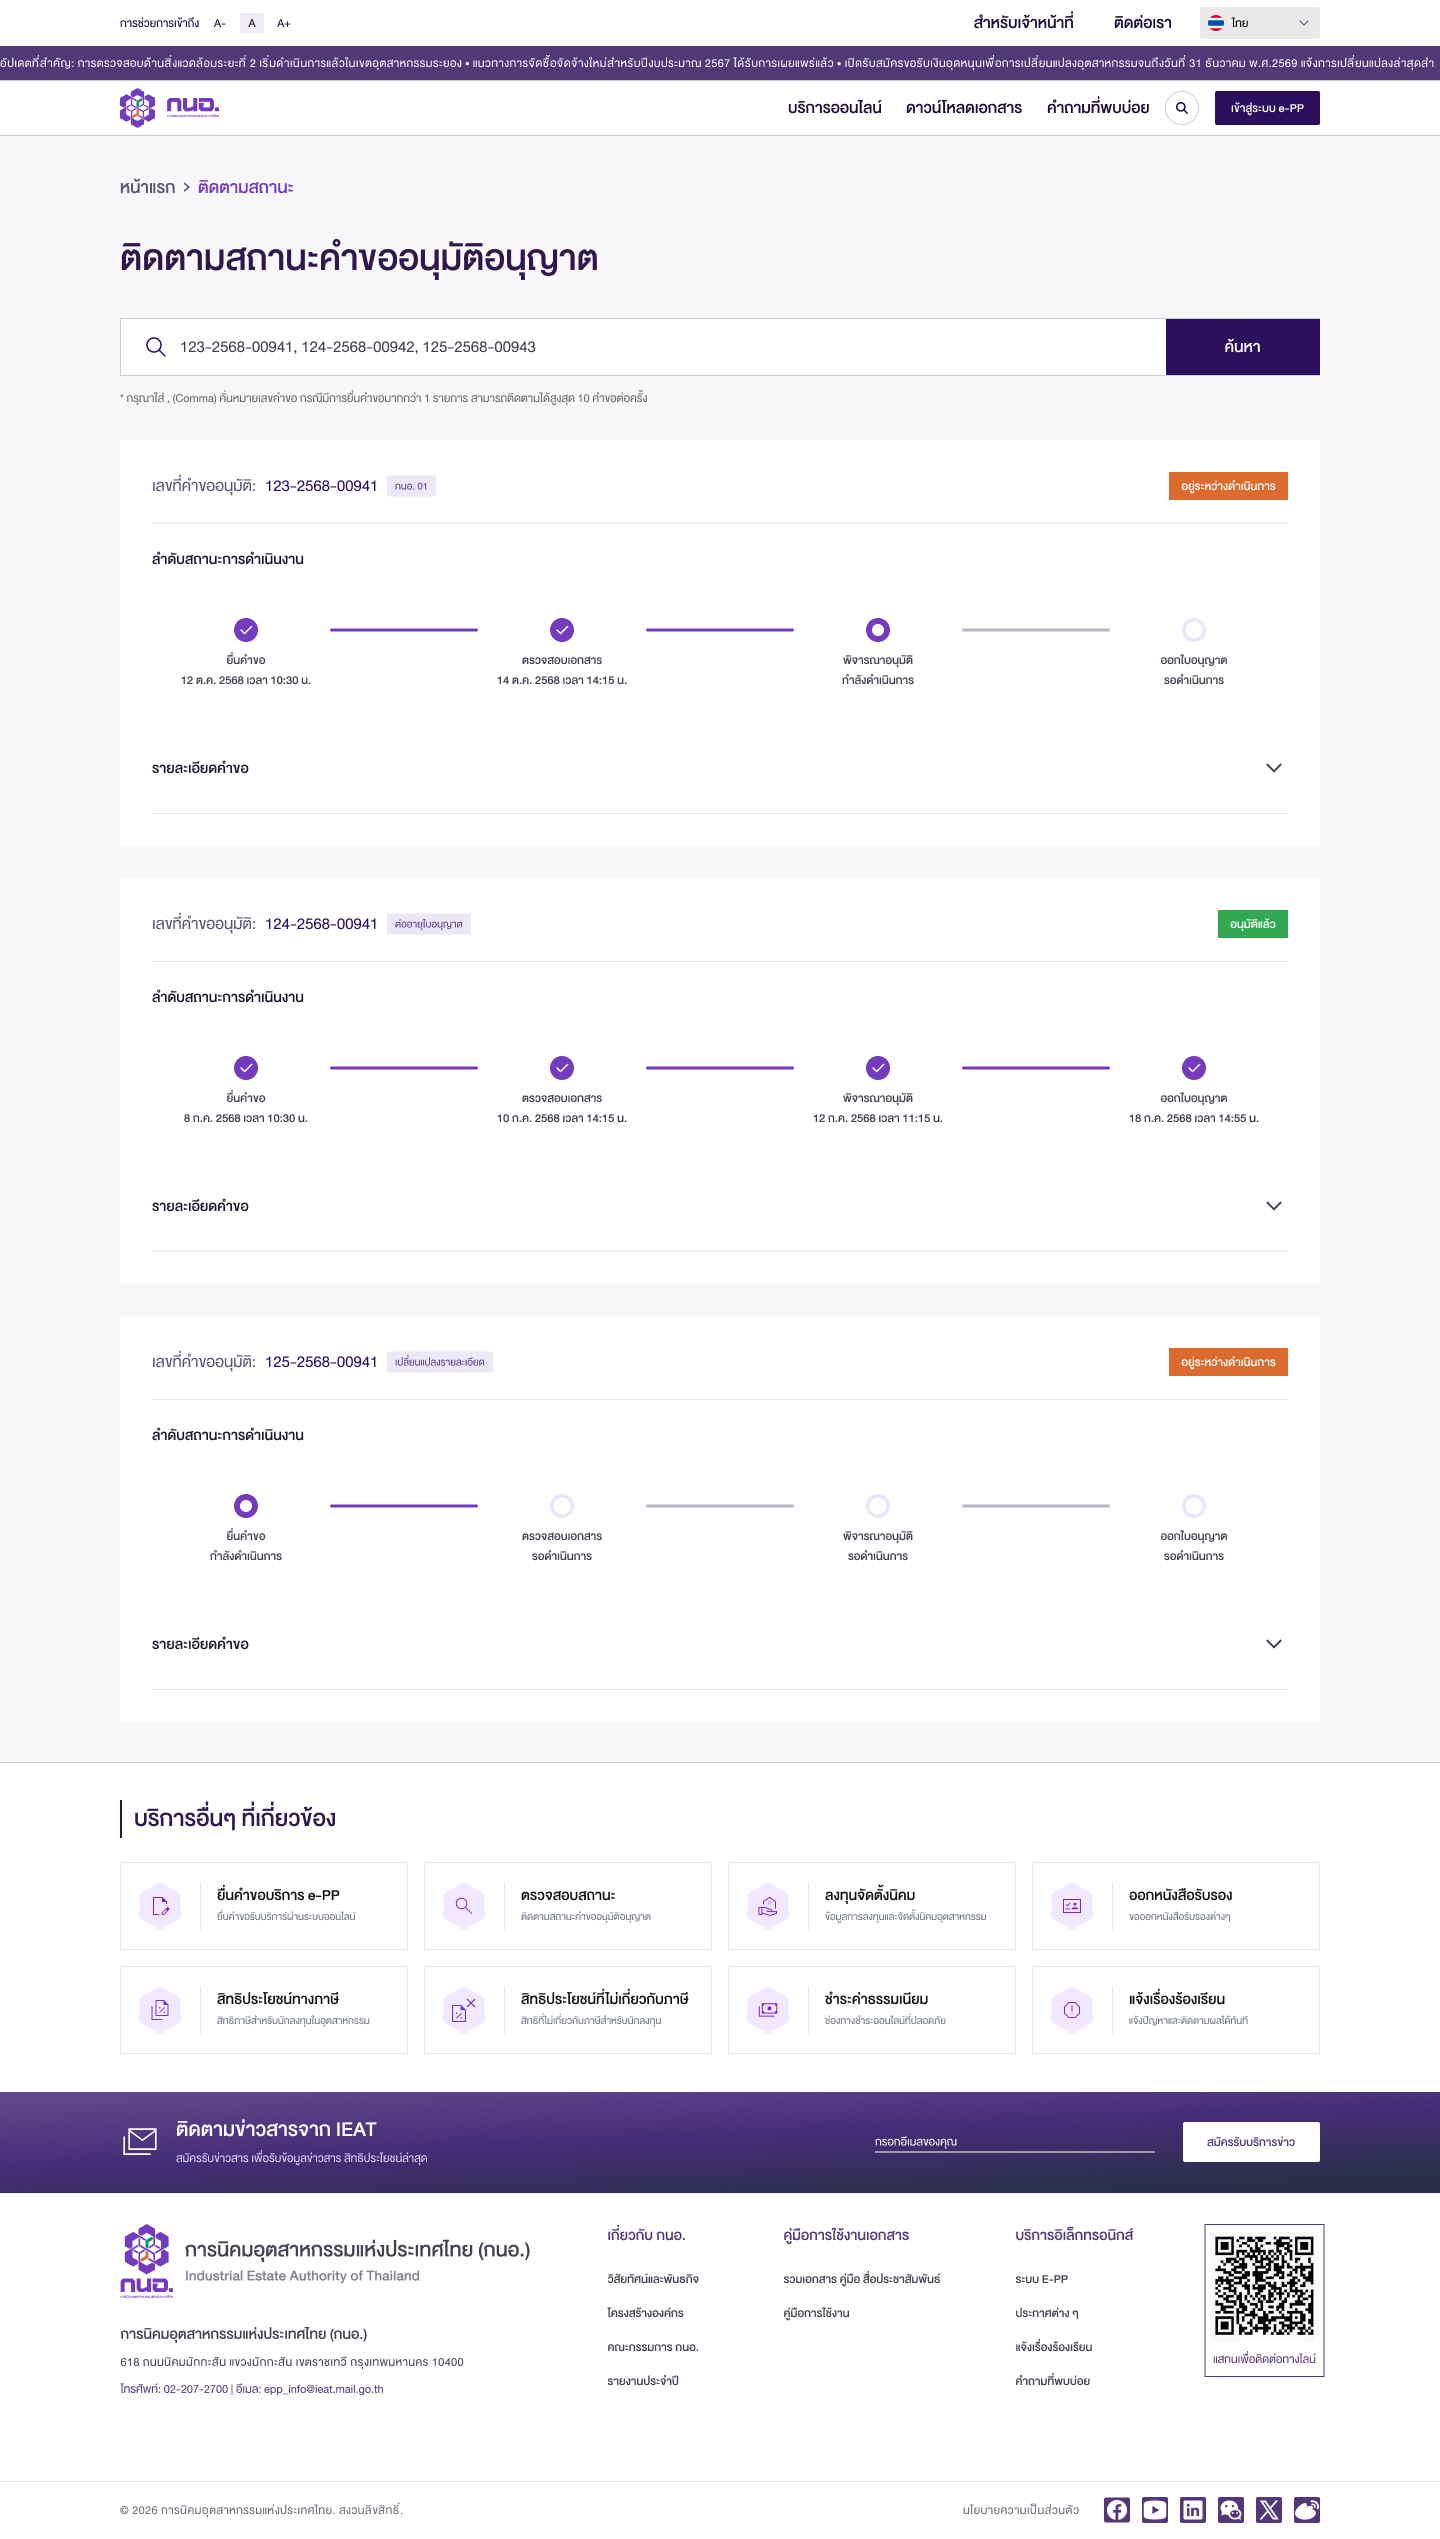 การช่วยการเข้าถึง A- A A+ สำหรับเจ้าหน้าที่ ติดต่อเรา ไทย
อัปเดตที่สำคัญ: การตรวจสอบด้านสิ่งแวดล้อมระยะที่ 2 เริ่มดำเนินการแล้วในเขตอุตสาหกรรมระยอง • แนวทางการจัดซื้อจัดจ้างใหม่สำหรับปีงบประมาณ 2567 ได้รับการเผยแพร่แล้ว • เปิดรับสมัครขอรับเงินอุดหนุนเพื่อการเปลี่ยนแปลงอุตสาหกรรมจนถึงวันที่ 31 ธันวาคม พ.ศ.2569 แจ้งการเปลี่ยนแปลงล่าสุดสำ
กนอ. บริการออนไลน์ ดาวน์โหลดเอกสาร คำถามที่พบบ่อย เข้าสู่ระบบ e-PP
หน้าแรก > ติดตามสถานะ
ติดตามสถานะคำขออนุมัติอนุญาต
123-2568-00941, 124-2568-00942, 125-2568-00943 ค้นหา
* กรุณาใส่ , (Comma) คั่นหมายเลขคำขอ กรณีมีการยื่นคำขอมากกว่า 1 รายการ สามารถติดตามได้สูงสุด 10 คำขอต่อครั้ง
เลขที่คำขออนุมัติ: 123-2568-00941 กนอ. 01 อยู่ระหว่างดำเนินการ
ลำดับสถานะการดำเนินงาน
ยื่นคำขอ ตรวจสอบเอกสาร พิจารณาอนุมัติ ออกใบอนุญาต
12 ต.ค. 2568 เวลา 10:30 น. 14 ต.ค. 2568 เวลา 14:15 น. กำลังดำเนินการ รอดำเนินการ
รายละเอียดคำขอ
เลขที่คำขออนุมัติ: 124-2568-00941 ต่ออายุใบอนุญาต อนุมัติแล้ว
ลำดับสถานะการดำเนินงาน
ยื่นคำขอ ตรวจสอบเอกสาร พิจารณาอนุมัติ ออกใบอนุญาต
8 ก.ค. 2568 เวลา 10:30 น. 10 ก.ค. 2568 เวลา 14:15 น. 12 ก.ค. 2568 เวลา 11:15 น. 18 ก.ค. 2568 เวลา 14:55 น.
รายละเอียดคำขอ
เลขที่คำขออนุมัติ: 125-2568-00941 เปลี่ยนแปลงรายละเอียด อยู่ระหว่างดำเนินการ
ลำดับสถานะการดำเนินงาน
ยื่นคำขอ ตรวจสอบเอกสาร พิจารณาอนุมัติ ออกใบอนุญาต
กำลังดำเนินการ รอดำเนินการ รอดำเนินการ รอดำเนินการ
รายละเอียดคำขอ
บริการอื่นๆ ที่เกี่ยวข้อง
ยื่นคำขอบริการ e-PP ตรวจสอบสถานะ ลงทุนจัดตั้งนิคม ออกหนังสือรับรอง
ยื่นคำขอรับบริการ์ผ่านระบบออนไลน์ ติดตามสถานะคำขออนุมัติอนุญาต ข้อมูลการลงทุนและจัดตั้งนิคมอุตสาหกรรม ขอออกหนังสือรับรองต่างๆ
สิทธิประโยชน์ทางภาษี สิทธิประโยชน์ที่ไม่เกี่ยวกับภาษี ชำระค่าธรรมเนียม แจ้งเรื่องร้องเรียน
สิทธิภาษีสำหรับนักลงทุนในอุตสาหกรรม สิทธิที่ไม่เกี่ยวกับภาษีสำหรับนักลงทุน ช่องทางชำระออนไลน์ที่ปลอดภัย แจ้งปัญหาและติดตามผลได้ทันที
ติดตามข่าวสารจาก IEAT
สมัครรับข่าวสาร เพื่อรับข้อมูลข่าวสาร สิทธิประโยชน์ล่าสุด กรอกอีเมลของคุณ สมัครรับบริการข่าว
การนิคมอุตสาหกรรมแห่งประเทศไทย (กนอ.)
Industrial Estate Authority of Thailand
กนอ.
การนิคมอุตสาหกรรมแห่งประเทศไทย (กนอ.)
618 ถนนนิคมมักกะสัน แขวงมักกะสัน เขตราชเทวี กรุงเทพมหานคร 10400
โทรศัพท์: 02-207-2700 | อีเมล: epp_info@ieat.mail.go.th
เกี่ยวกับ กนอ.
วิสัยทัศน์และพันธกิจ
โครงสร้างองค์กร
คณะกรรมการ กนอ.
รายงานประจำปี
คู่มือการใช้งานเอกสาร
รวมเอกสาร คู่มือ สื่อประชาสัมพันธ์
คู่มือการใช้งาน
บริการอิเล็กทรอนิกส์
ระบบ E-PP
ประกาศต่าง ๆ
แจ้งเรื่องร้องเรียน
คำถามที่พบบ่อย
แสกนเพื่อติดต่อทางไลน์
© 2026 การนิคมอุตสาหกรรมแห่งประเทศไทย. สงวนลิขสิทธิ์. นโยบายความเป็นส่วนตัว